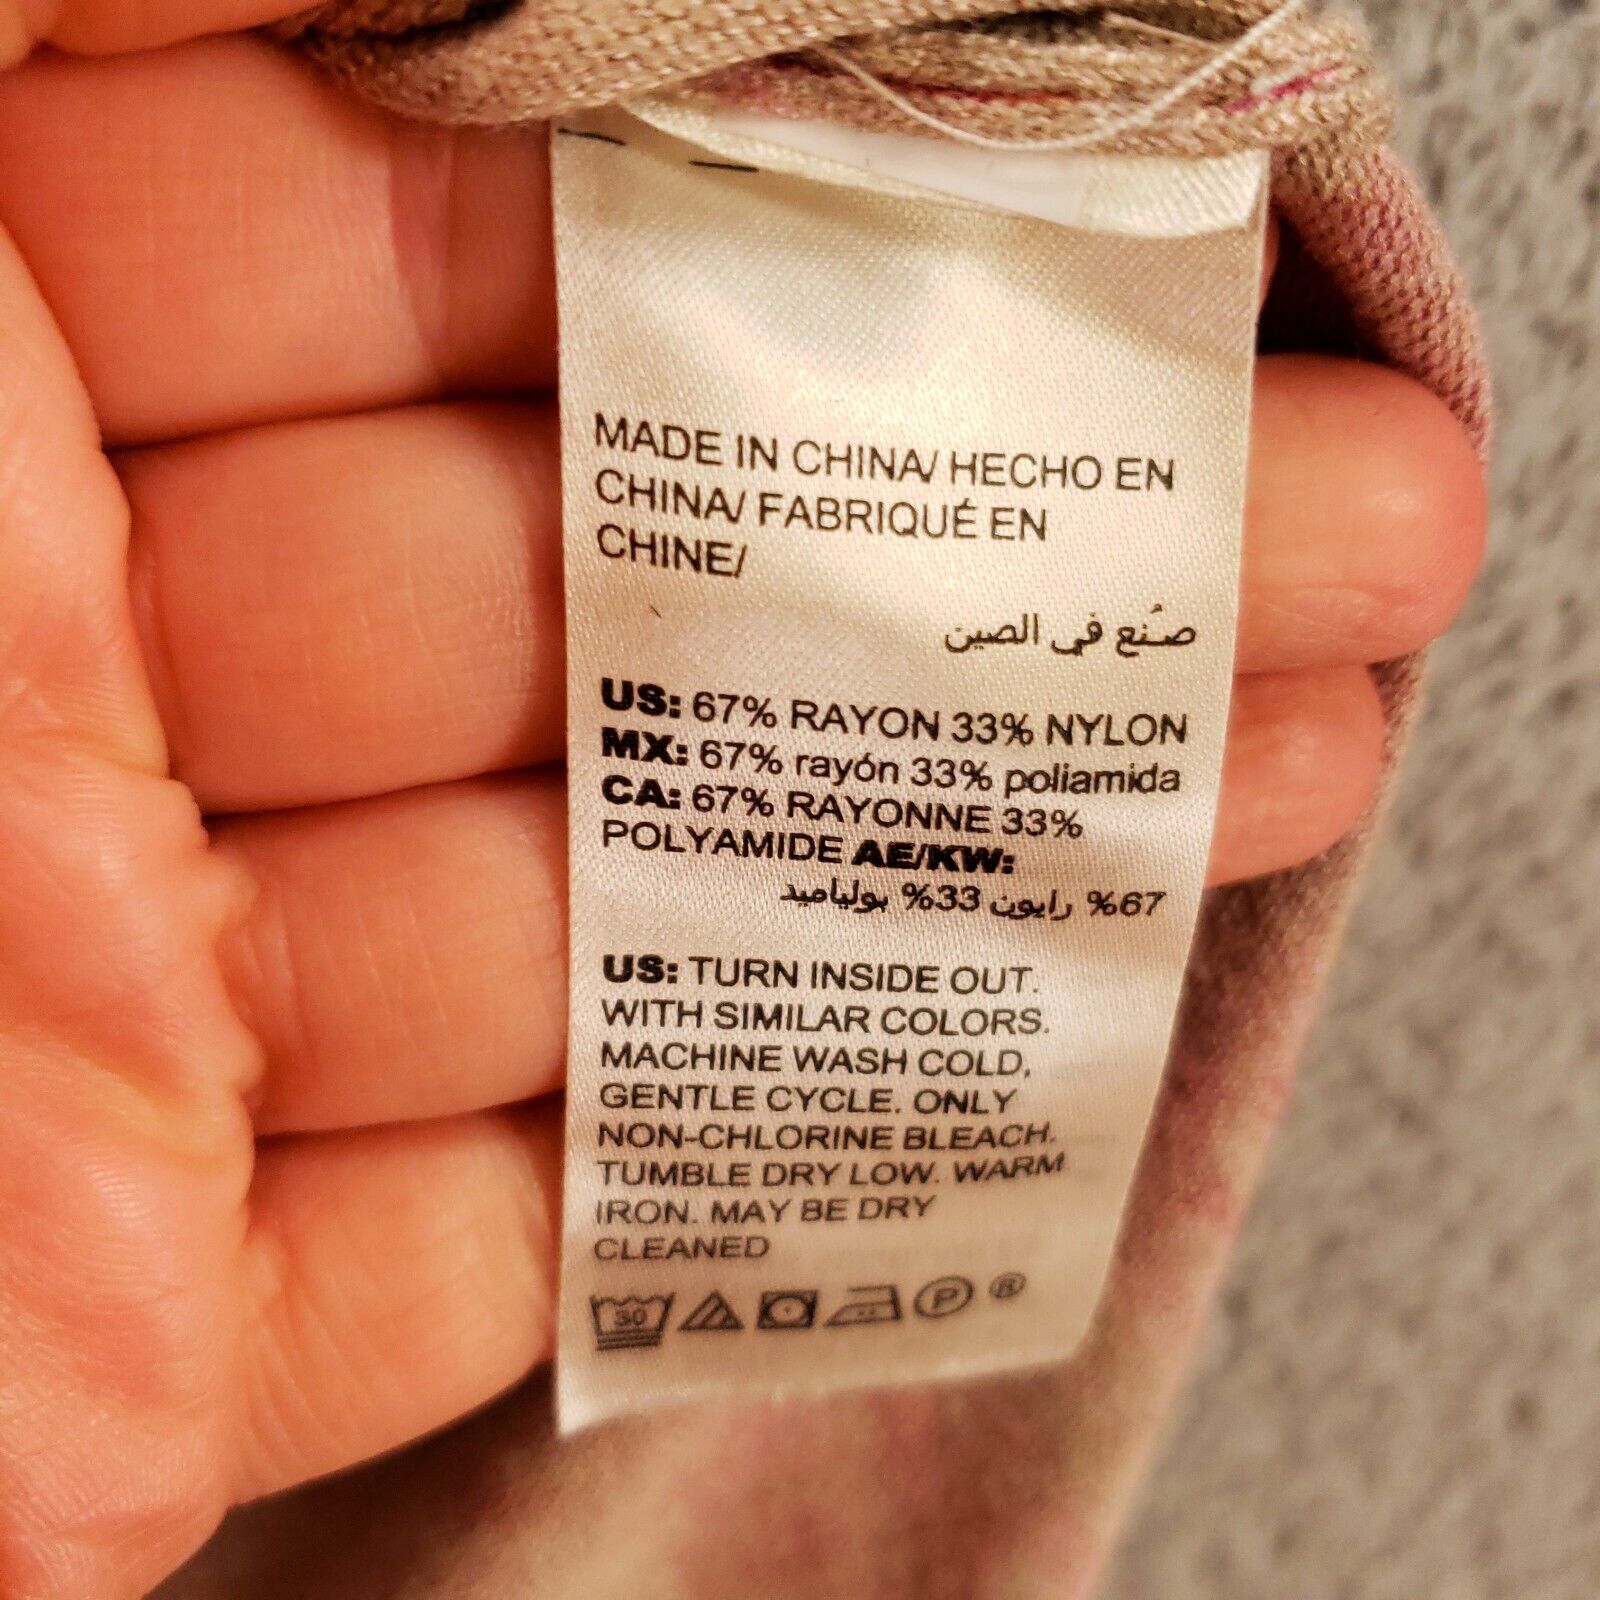 MADE IN CHINA/ HECHO EN
CHINA/ FABRIQUÉ EN
CHINE/
صُنع في الصين
US: 67% RAYON 33% NYLON
MX: 67% rayón 33% poliamida
CA: 67% RAYONNE 33%
POLYAMIDE AE/KW:
67% رايون 33% بولياميد
US: TURN INSIDE OUT.
WITH SIMILAR COLORS.
MACHINE WASH COLD,
GENTLE CYCLE. ONLY
NON-CHLORINE BLEACH.
TUMBLE DRY LOW. WARM
IRON. MAY BE DRY
CLEANED
30 P ®